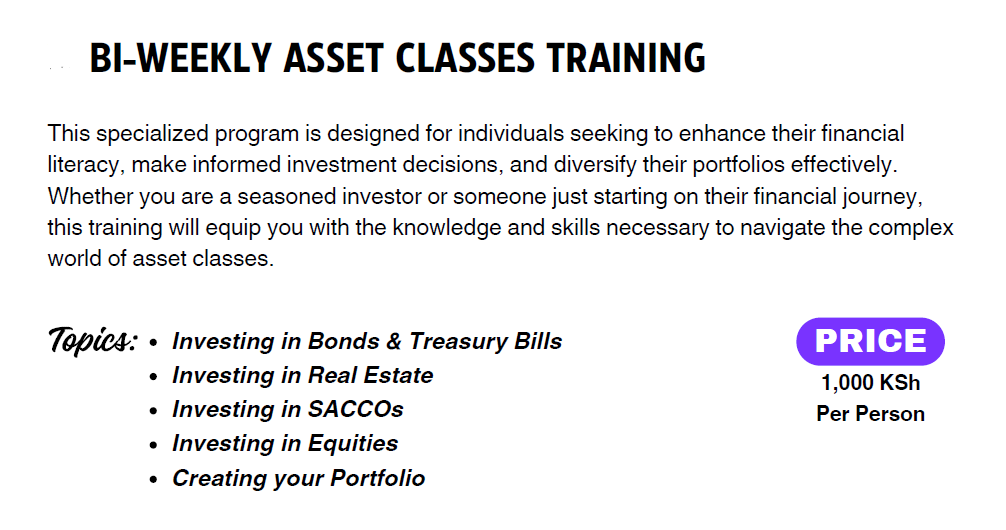 BI-WEEKLY ASSET CLASSES TRAINING
This specialized program is designed for individuals seeking to enhance their financial
literacy, make informed investment decisions, and diversify their portfolios effectively.
Whether you are a seasoned investor or someone just starting on their financial journey,
this training will equip you with the knowledge and skills necessary to navigate the complex
world of asset classes.
Topics:
• Investing in Bonds & Treasury Bills
• Investing in Real Estate
• Investing in SACCOs
• Investing in Equities
• Creating your Portfolio
PRICE
1,000 KSh
Per Person